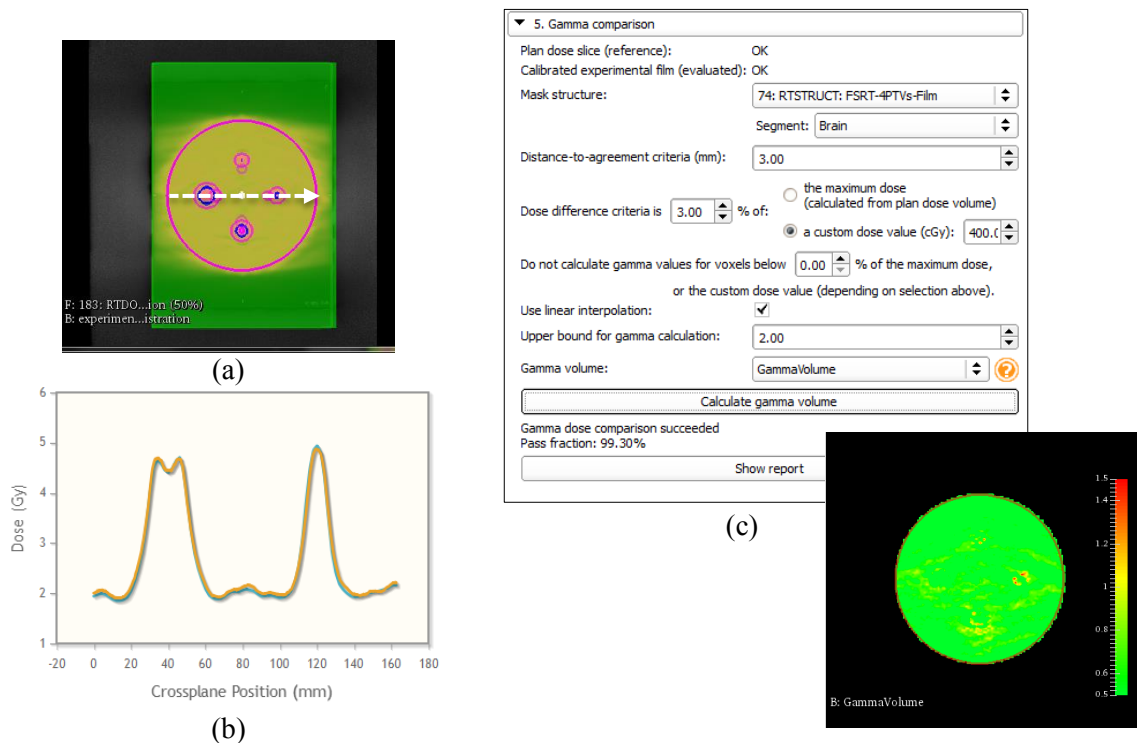 F: 183: RTDO...ion (50%)
B: experimen...istration
(a)
6
5
4
3
2
1
Dose (Gy)
-20 0 20 40 60 80 100 120 140 160 180
Crossplane Position (mm)
(b)
5. Gamma comparison
Plan dose slice (reference): OK
Calibrated experimental film (evaluated): OK
Mask structure: 74: RTSTRUCT: FSRT-4PTVs-Film
Segment: Brain
Distance-to-agreement criteria (mm): 3.00
the maximum dose
(calculated from plan dose volume)
Dose difference criteria is 3.00 % of:
a custom dose value (cGy): 400.
Do not calculate gamma values for voxels below 0.00 % of the maximum dose,
or the custom dose value (depending on selection above).
Use linear interpolation:
Upper bound for gamma calculation: 2.00
Gamma volume: GammaVolume ?
Calculate gamma volume
Gamma dose comparison succeeded
Pass fraction: 99.30%
Show report
(c)
1.5
1.2
1
0.8
0.5
B: GammaVolume